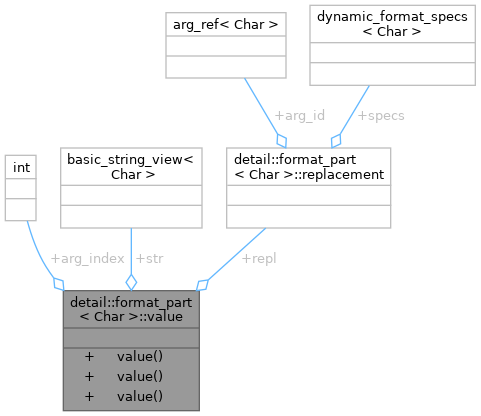 arg_ref< Char >
dynamic_format_specs
< Char >
+arg_id
+specs
int
basic_string_view<
Char >
detail::format_part
< Char >::replacement
+arg_index
+str
+repl
detail::format_part
< Char >::value
+ value()
+ value()
+ value()